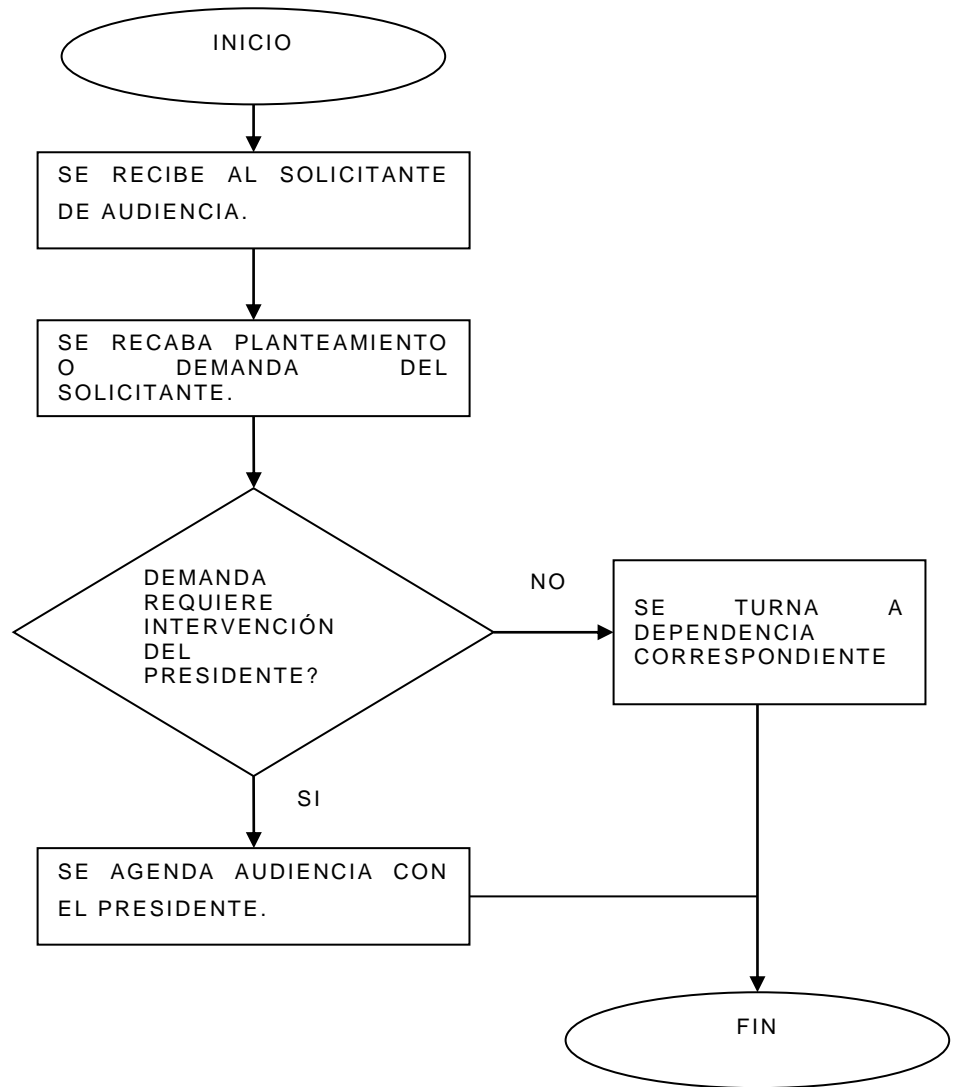 INICIO
SE RECIBE AL SOLICITANTE
DE AUDIENCIA.
SE RECABA PLANTEAMIENTO
O DEMANDA DEL
SOLICITANTE.
DEMANDA
REQUIERE
INTERVENCIÓN
DEL
PRESIDENTE?
NO
SE TURNA A
DEPENDENCIA
CORRESPONDIENTE
SI
SE AGENDA AUDIENCIA CON
EL PRESIDENTE.
FIN